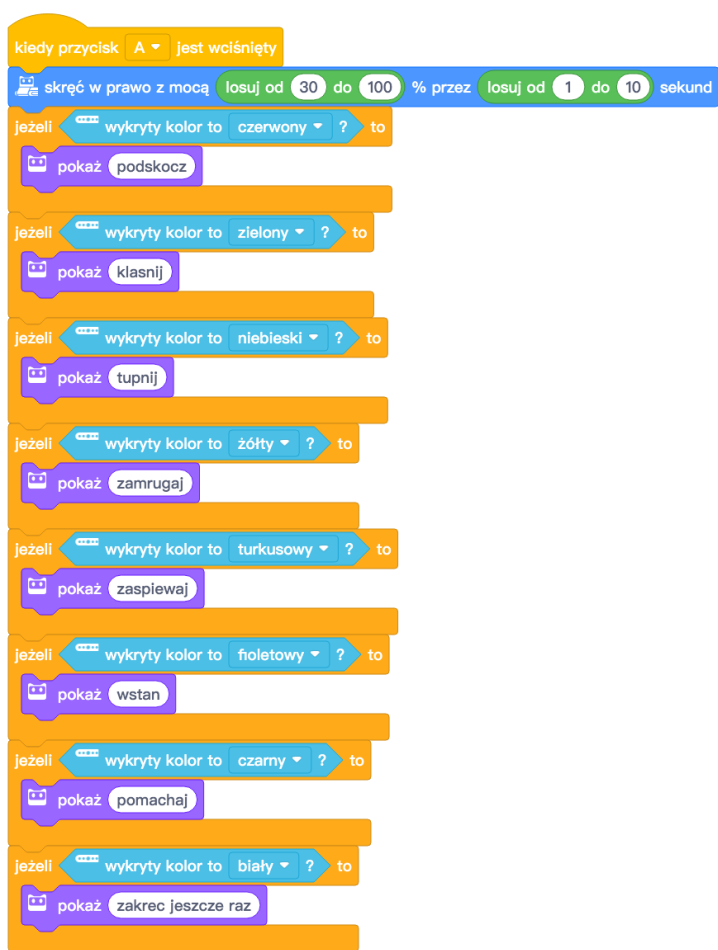 kiedy przycisk A jest wciśnięty
skręć w prawo z mocą losuj od 30 do 100 % przez losuj od 1 do 10 sekund
jeżeli wykryty kolor to czerwony ? to
pokaż podskocz
jeżeli wykryty kolor to zielony ? to
pokaż klasnij
jeżeli wykryty kolor to niebieski ? to
pokaż tupnij
jeżeli wykryty kolor to żółty ? to
pokaż zamrugaj
jeżeli wykryty kolor to turkusowy ? to
pokaż zaspiewaj
jeżeli wykryty kolor to fioletowy ? to
pokaż wstan
jeżeli wykryty kolor to czarny ? to
pokaż pomachaj
jeżeli wykryty kolor to biały ? to
pokaż zakrec jeszcze raz